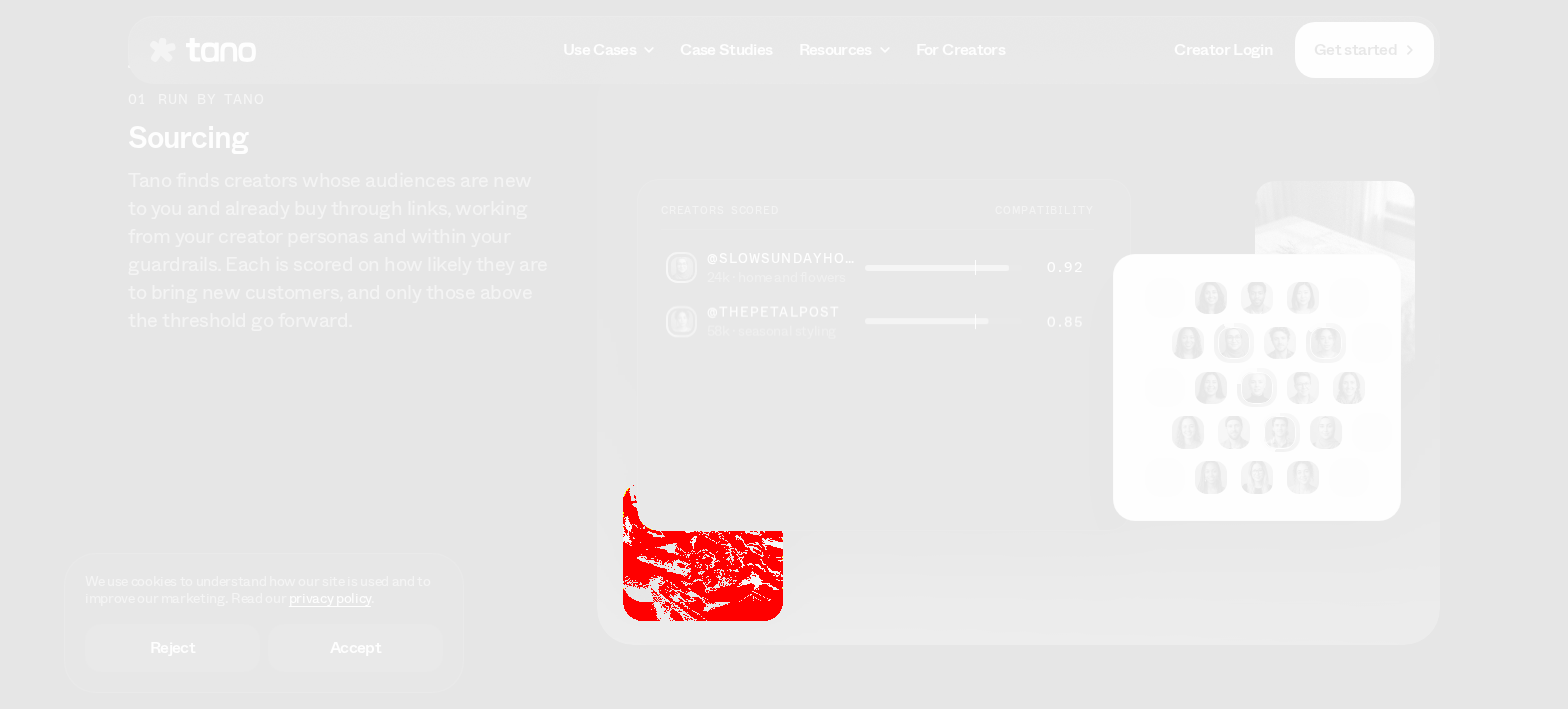 tano
Use Cases
Case Studies
Resources
For Creators
Creator Login
Get started
01 RUN BY TANO
Sourcing
Tano finds creators whose audiences are new
to you and already buy through links, working
from your creator personas and within your
guardrails. Each is scored on how likely they are
to bring new customers, and only those above
the threshold go forward.
CREATORS SCORED
COMPATIBILITY
@SLOWSUNDAYHO…
24k · home and flowers
0.92
@THEPETALPOST
88k · seasonal styling
0.85
We use cookies to understand how our site is used and to
improve our marketing. Read our privacy policy.
Reject
Accept